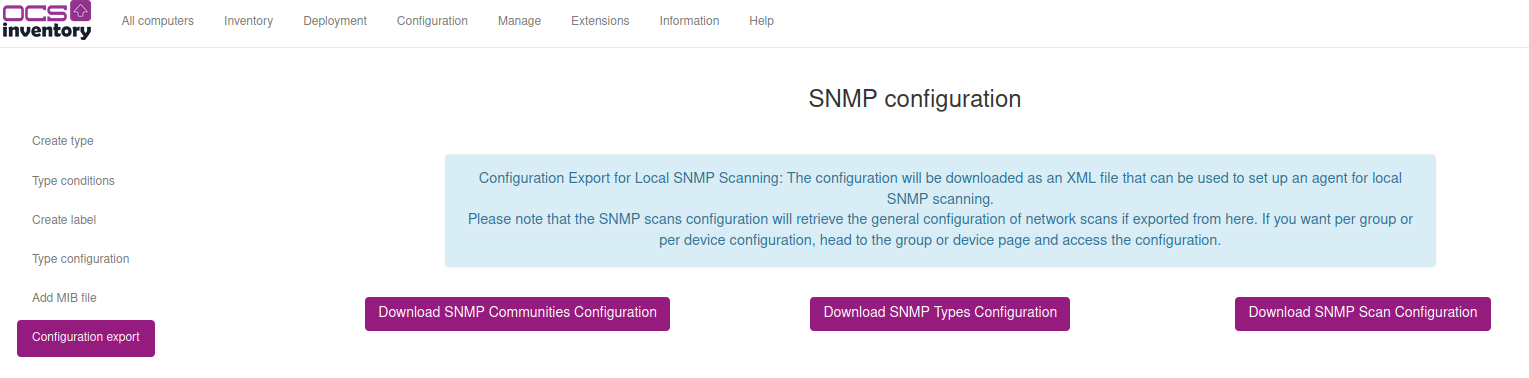 OCS
inventory
All computers Inventory Deployment Configuration Manage Extensions Information Help
SNMP configuration
Create type
Type conditions
Create label
Type configuration
Add MIB file
Configuration export
Configuration Export for Local SNMP Scanning: The configuration will be downloaded as an XML file that can be used to set up an agent for local
SNMP scanning.
Please note that the SNMP scans configuration will retrieve the general configuration of network scans if exported from here. If you want per group or
per device configuration, head to the group or device page and access the configuration.
Download SNMP Communities Configuration Download SNMP Types Configuration Download SNMP Scan Configuration